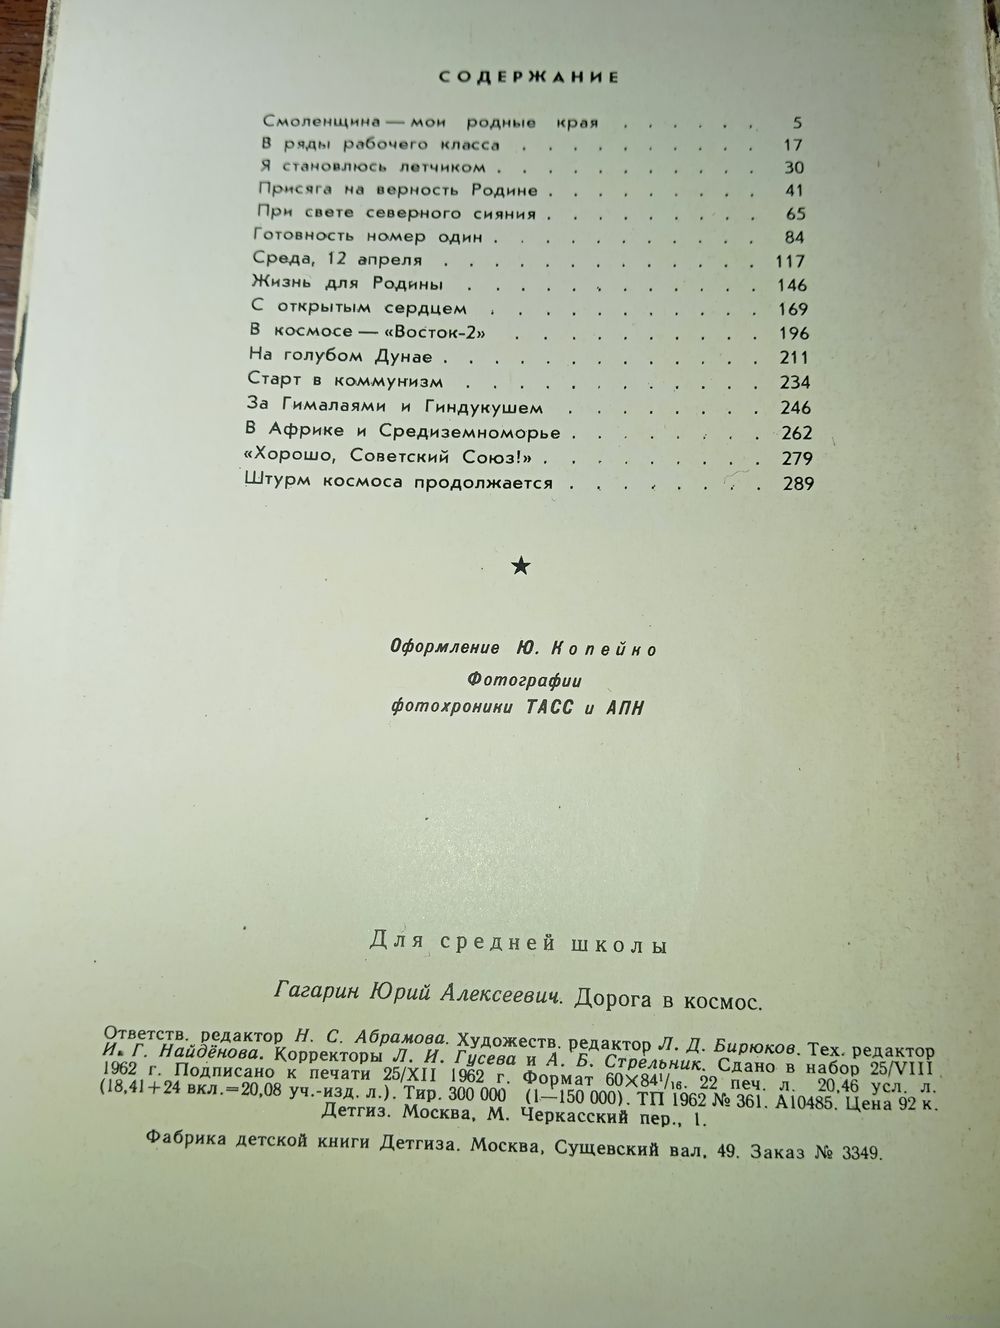 СОДЕРЖАНИЕ
Смоленщина — мои родные края . . . . . . 5
В ряды рабочего класса . . . . . . . . . . 17
Я становлюсь летчиком . . . . . . . . . . . 30
Присяга на верность Родине . . . . . . . . . 41
При свете северного сияния . . . . . . . . . 65
Готовность номер один . . . . . . . . . . . 84
Среда, 12 апреля . . . . . . . . . . . . . 117
Жизнь для Родины . . . . . . . . . . . . 146
С открытым сердцем . . . . . . . . . . . 169
В космосе — «Восток-2» . . . . . . . . . . 196
На голубом Дунае . . . . . . . . . . . . . 211
Старт в коммунизм . . . . . . . . . . . . 234
За Гималаями и Гиндукушем . . . . . . . . 246
В Африке и Средиземноморье . . . . . . . . 262
«Хорошо, Советский Союз!» . . . . . . . . . 279
Штурм космоса продолжается . . . . . . . . 289
★
Оформление Ю. Копейко
Фотографии
фотохроники ТАСС и АПН
Для средней школы
Гагарин Юрий Алексеевич. Дорога в космос.
Ответств. редактор Н. С. Абрамова. Художеств. редактор Л. Д. Бирюков. Тех. редактор
И. Г. Найдёнова. Корректоры Л. И. Гусева и А. Б. Стрельник. Сдано в набор 25/VIII
1962 г. Подписано к печати 25/XII 1962 г. Формат 60×84¹/₁₆. 22 печ. л. 20,46 усл. л.
(18,41+24 вкл.=20,08 уч.-изд. л.). Тир. 300 000 (1—150 000). ТП 1962 № 361. А10485. Цена 92 к.
Детгиз. Москва, М. Черкасский пер., 1.
Фабрика детской книги Детгиза. Москва, Сущевский вал, 49. Заказ № 3349.